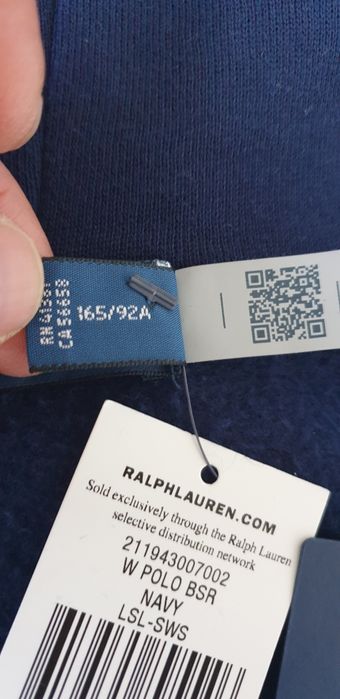 RN 41381
CA 56658
165/92A
RALPHLAUREN.COM
Sold exclusively through the Ralph Lauren
selective distribution network
211943007002
W POLO BSR
NAVY
LSL-SWS